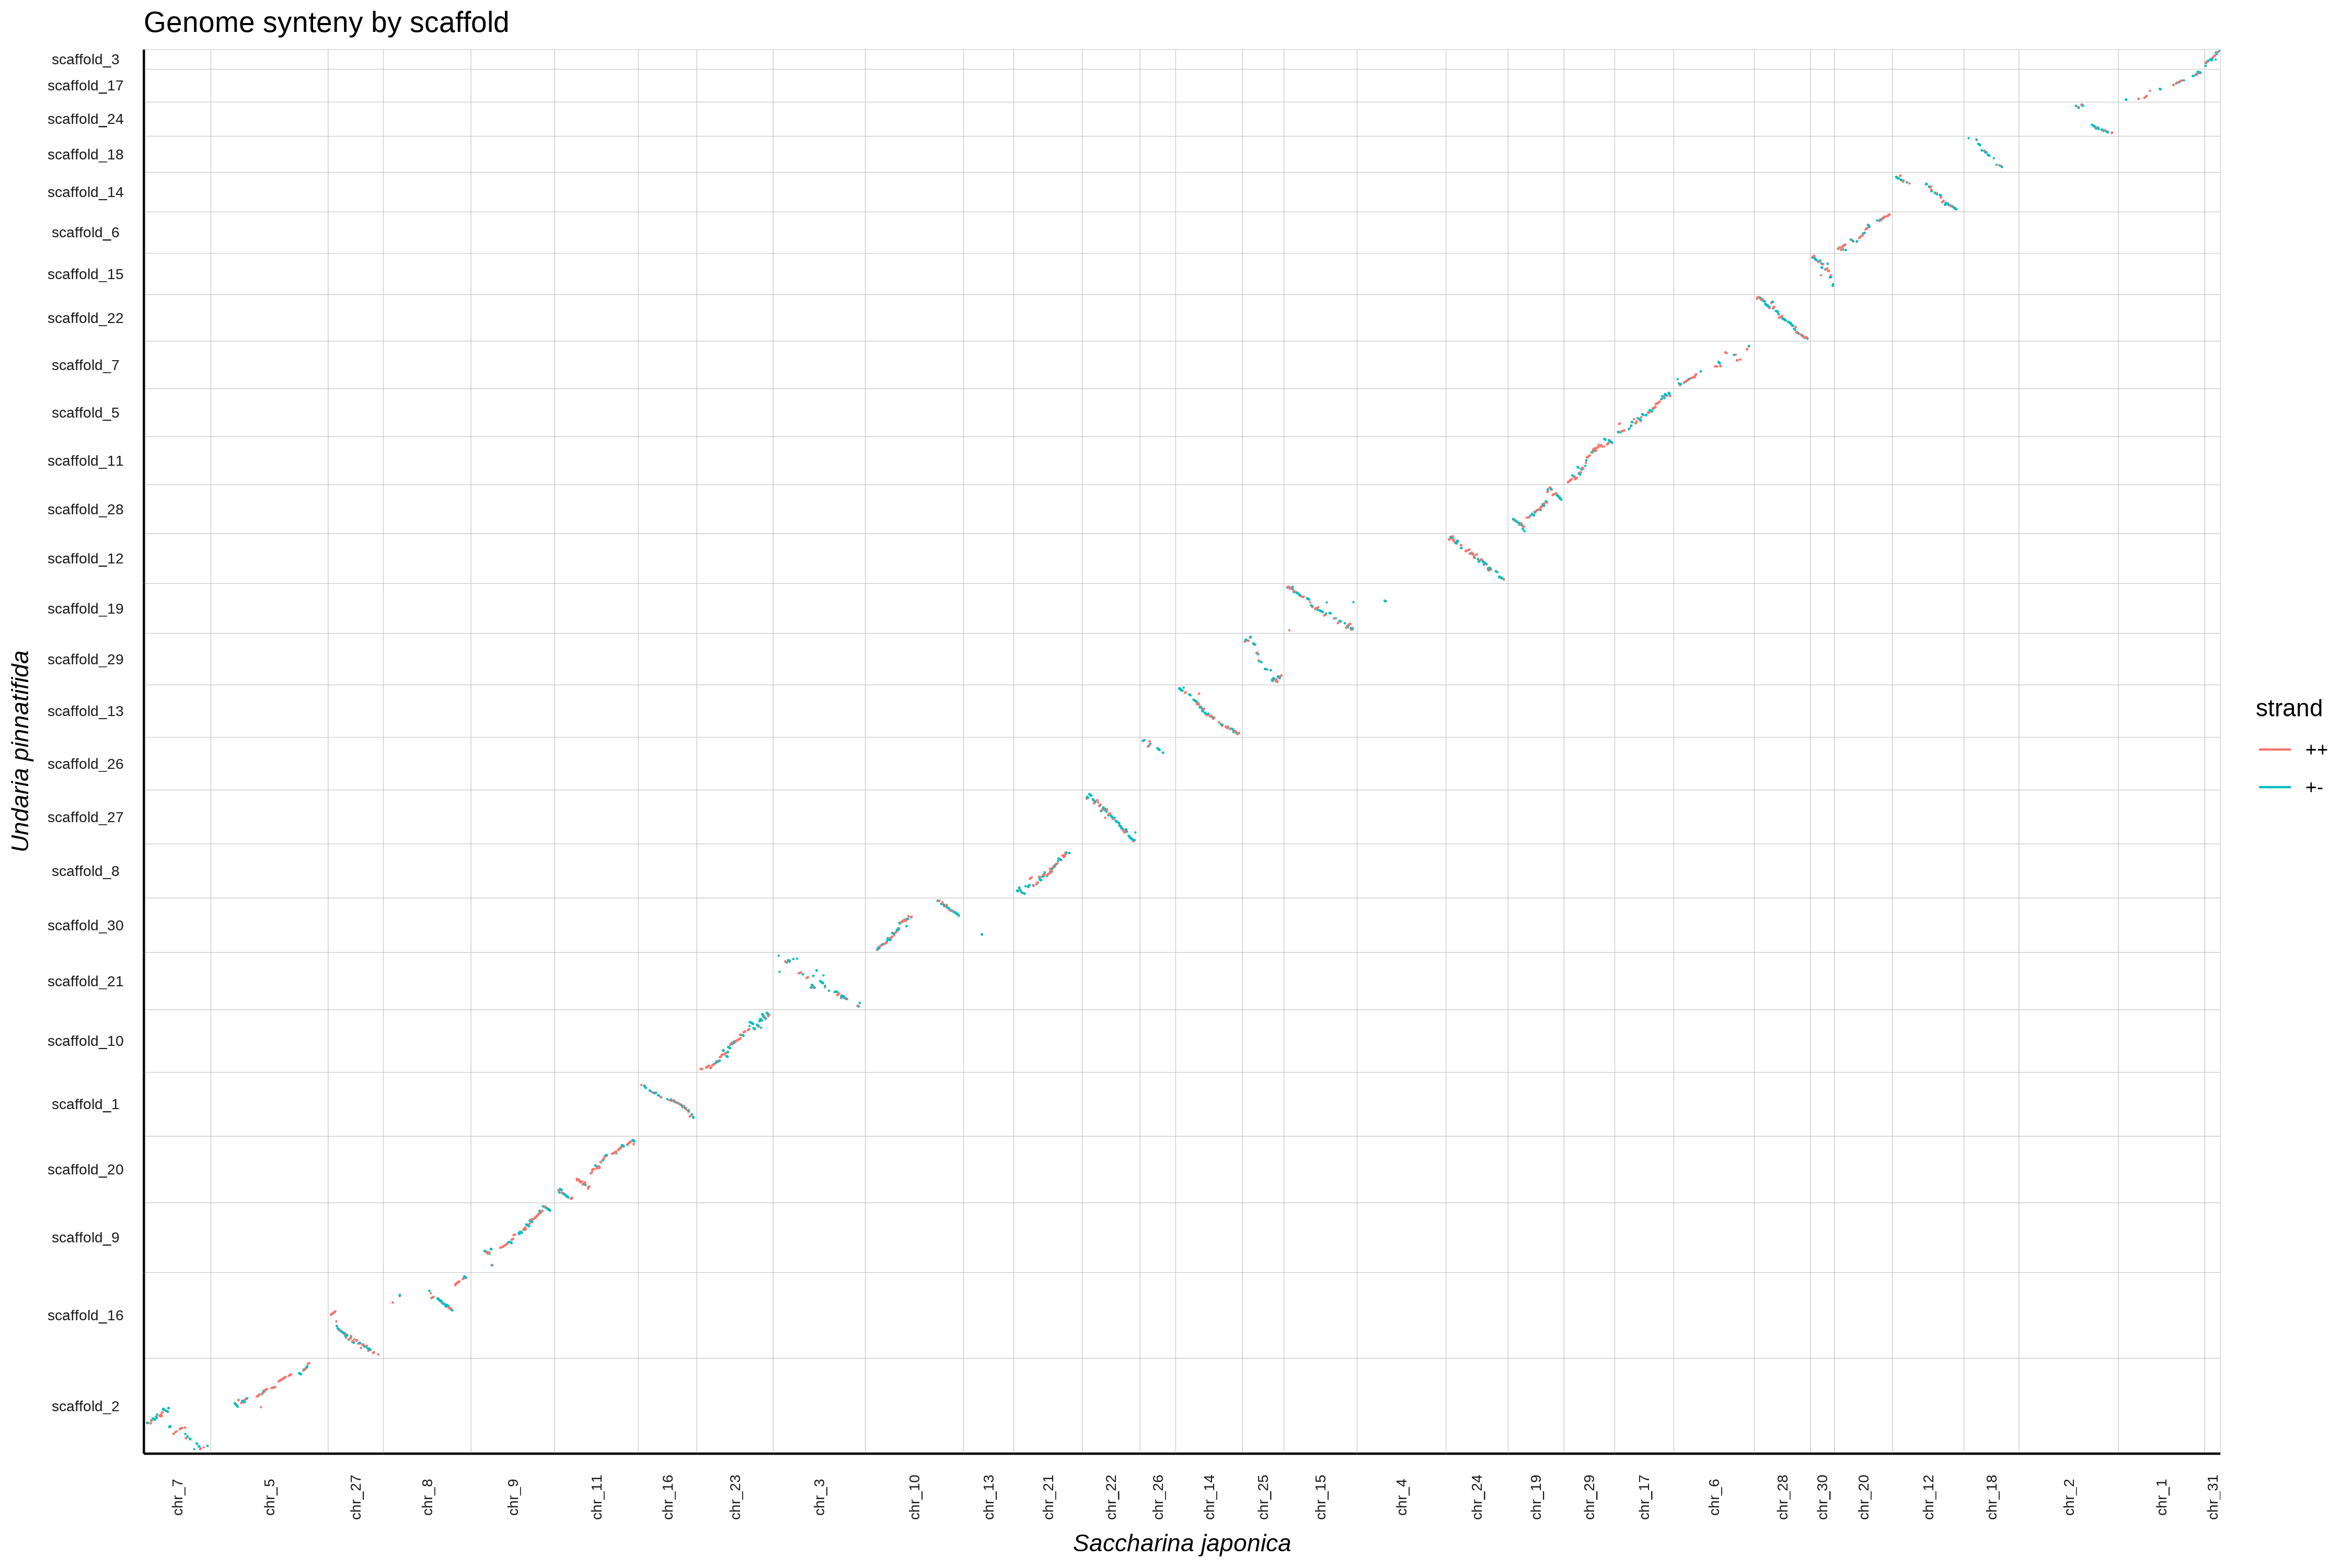 Genome synteny by scaffold
scaffold_3
scaffold_17
scaffold_24
scaffold_18
scaffold_14
scaffold_6
scaffold_15
scaffold_22
scaffold_7
scaffold_5
scaffold_11
scaffold_28
scaffold_12
scaffold_19
scaffold_29
scaffold_13
scaffold_26
scaffold_27
scaffold_8
scaffold_30
scaffold_21
scaffold_10
scaffold_1
scaffold_20
scaffold_9
scaffold_16
scaffold_2
Undaria pinnatifida
chr_7
chr_5
chr_27
chr_8
chr_9
chr_11
chr_16
chr_23
chr_3
chr_10
chr_13
chr_21
chr_22
chr_26
chr_14
chr_25
chr_15
chr_4
chr_24
chr_19
chr_29
chr_17
chr_6
chr_28
chr_30
chr_20
chr_12
chr_18
chr_2
chr_1
chr_31
Saccharina japonica
strand
++
+-